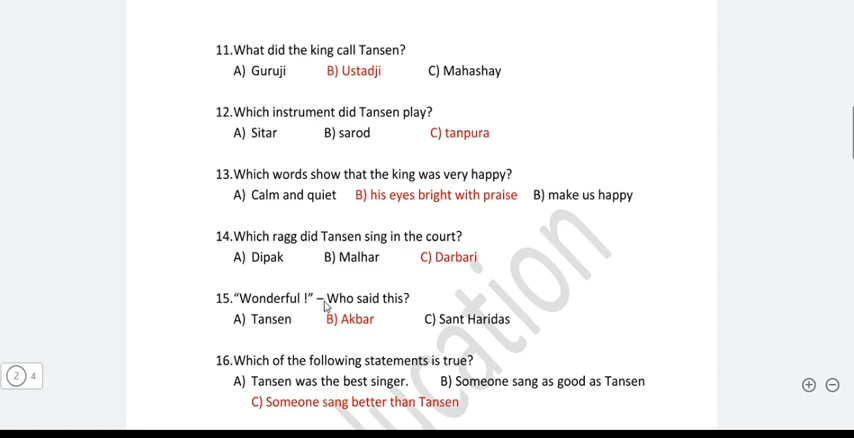 11.What did the king call Tansen?
A) Guruji B) Ustadji C) Mahashay
12.Which instrument did Tansen play?
A) Sitar B) sarod C) tanpura
13.Which words show that the king was very happy?
A) Calm and quiet B) his eyes bright with praise B) make us happy
14.Which ragg did Tansen sing in the court?
A) Dipak B) Malhar C) Darbari
15.“Wonderful !” – Who said this?
A) Tansen B) Akbar C) Sant Haridas
16.Which of the following statements is true?
A) Tansen was the best singer. B) Someone sang as good as Tansen
C) Someone sang better than Tansen
2 4